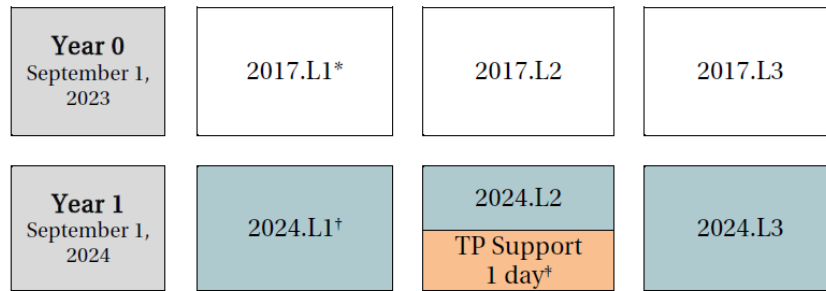 Year 0
September 1,
2023
2017.L1*
2017.L2
2017.L3
Year 1
September 1,
2024
2024.L1†
2024.L2
TP Support
1 day‡
2024.L3